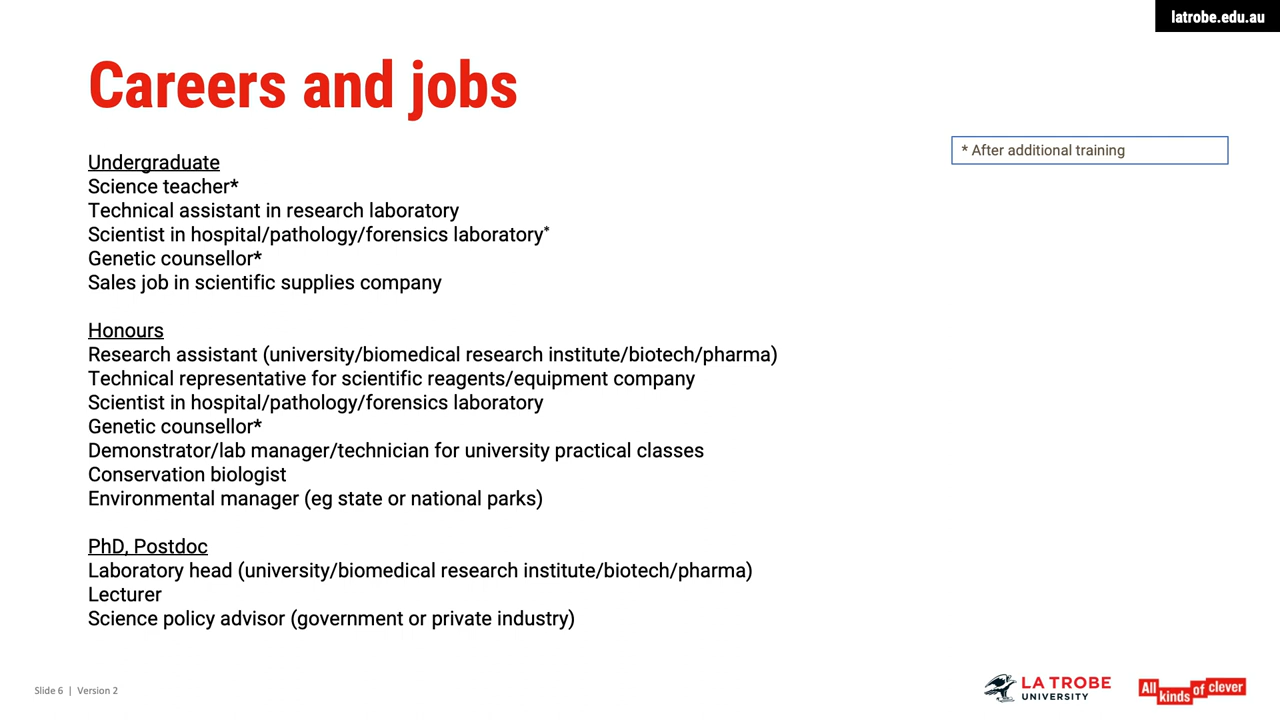 latrobe.edu.au
Careers and jobs
* After additional training
Undergraduate
Science teacher*
Technical assistant in research laboratory
Scientist in hospital/pathology/forensics laboratory*
Genetic counsellor*
Sales job in scientific supplies company
Honours
Research assistant (university/biomedical research institute/biotech/pharma)
Technical representative for scientific reagents/equipment company
Scientist in hospital/pathology/forensics laboratory
Genetic counsellor*
Demonstrator/lab manager/technician for university practical classes
Conservation biologist
Environmental manager (eg state or national parks)
PhD, Postdoc
Laboratory head (university/biomedical research institute/biotech/pharma)
Lecturer
Science policy advisor (government or private industry)
Slide 6 | Version 2
LA TROBE
UNIVERSITY
All kinds of clever